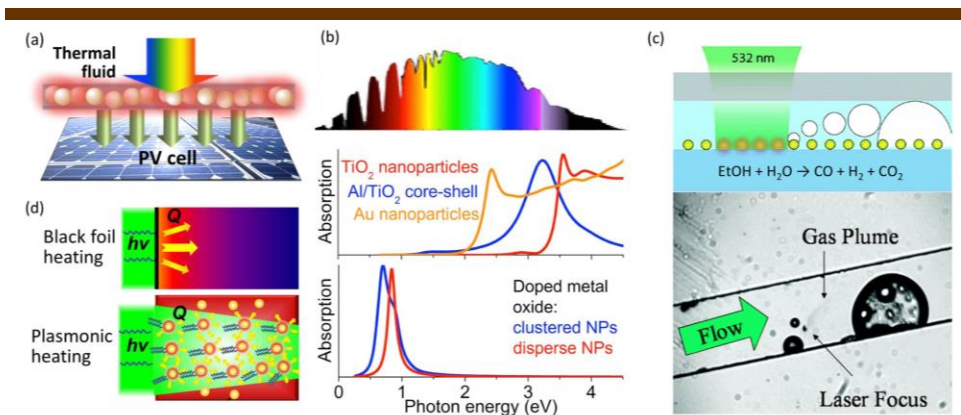 (a)
Thermal
fluid
PV cell
(b)
Absorption
TiO₂ nanoparticles
Al/TiO₂ core-shell
Au nanoparticles
Absorption
Doped metal
oxide:
clustered NPs
disperse NPs
0 1 2 3 4
Photon energy (eV)
(c)
532 nm
EtOH + H₂O → CO + H₂ + CO₂
Gas Plume
Flow
Laser Focus
(d)
Black foil
heating
hν
Q
Plasmonic
heating
hν
Q